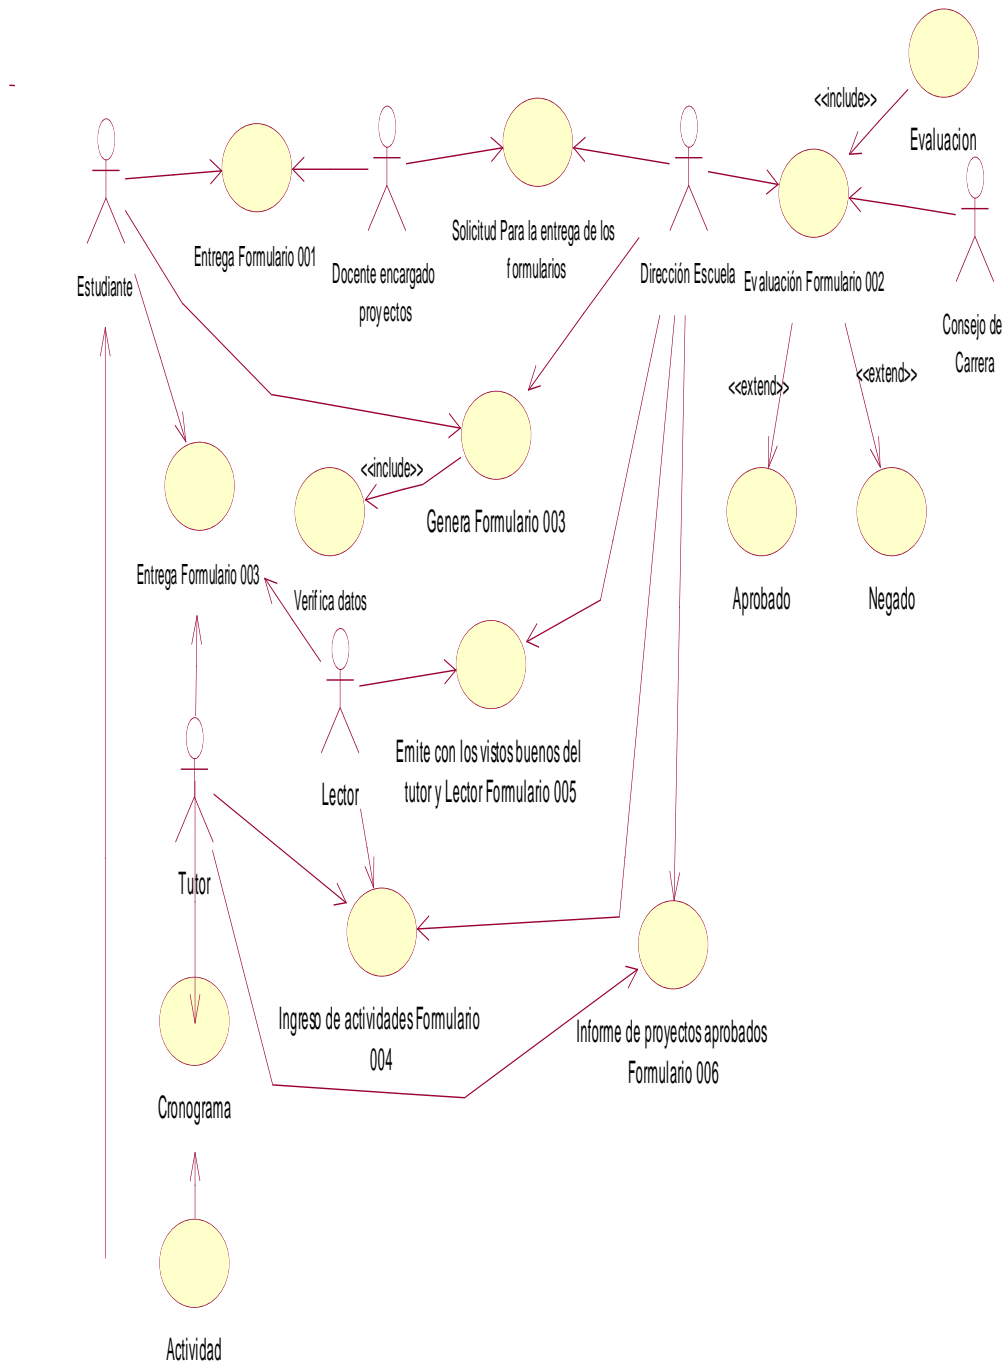 <<include>>
Evaluacion
Entrega Formulario 001
Solicitud Para la entrega de los
formularios
Estudiante
Docente encargado
proyectos
Dirección Escuela
Evaluación Formulario 002
Consejo de
Carrera
<<extend>>
<<extend>>
<<include>>
Genera Formulario 003
Entrega Formulario 003
Verifica datos
Aprobado
Negado
Emite con los vistos buenos del
tutor y Lector Formulario 005
Lector
Tutor
Ingreso de actividades Formulario
004
Informe de proyectos aprobados
Formulario 006
Cronograma
Actividad